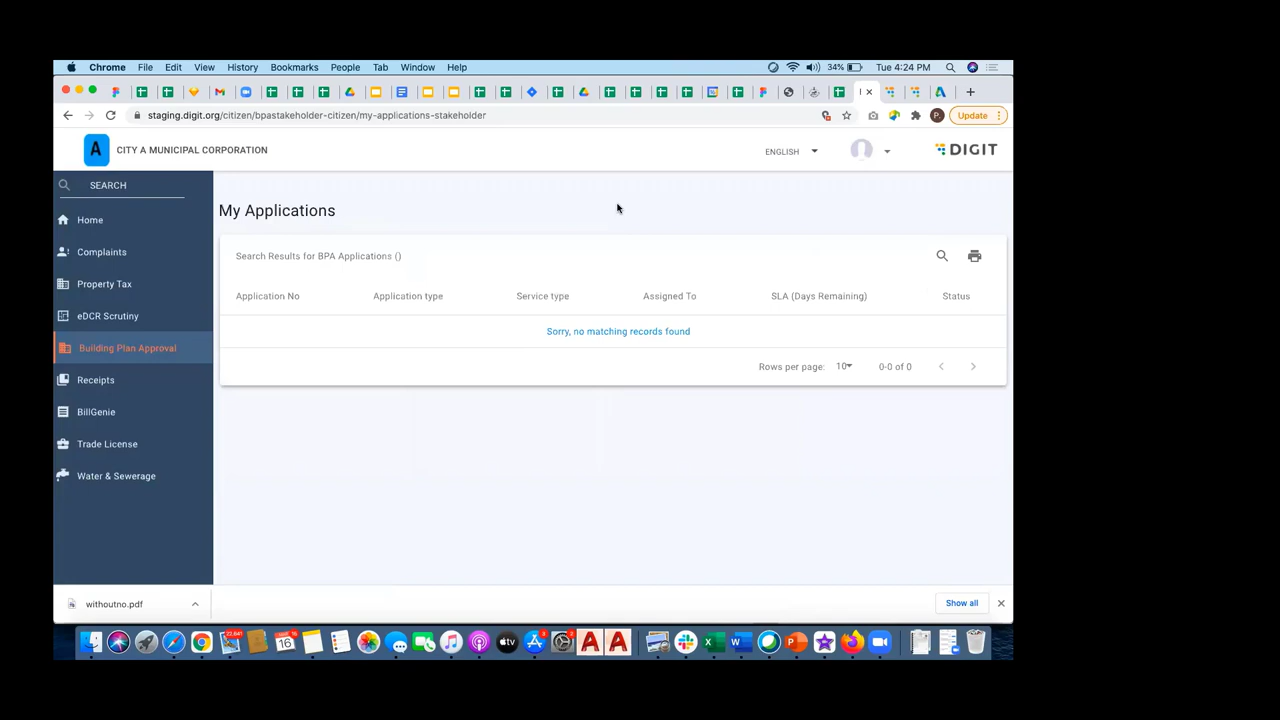 Chrome File Edit View History Bookmarks People Tab Window Help 34% Tue 4:24 PM
staging.digit.org/citizen/bpastakeholder-citizen/my-applications-stakeholder P Update
A CITY A MUNICIPAL CORPORATION ENGLISH DIGIT
SEARCH
Home
Complaints
Property Tax
eDCR Scrutiny
Building Plan Approval
Receipts
BillGenie
Trade License
Water & Sewerage
My Applications
Search Results for BPA Applications ()
Application No Application type Service type Assigned To SLA (Days Remaining) Status
Sorry, no matching records found
Rows per page: 10 0-0 of 0
withoutno.pdf Show all